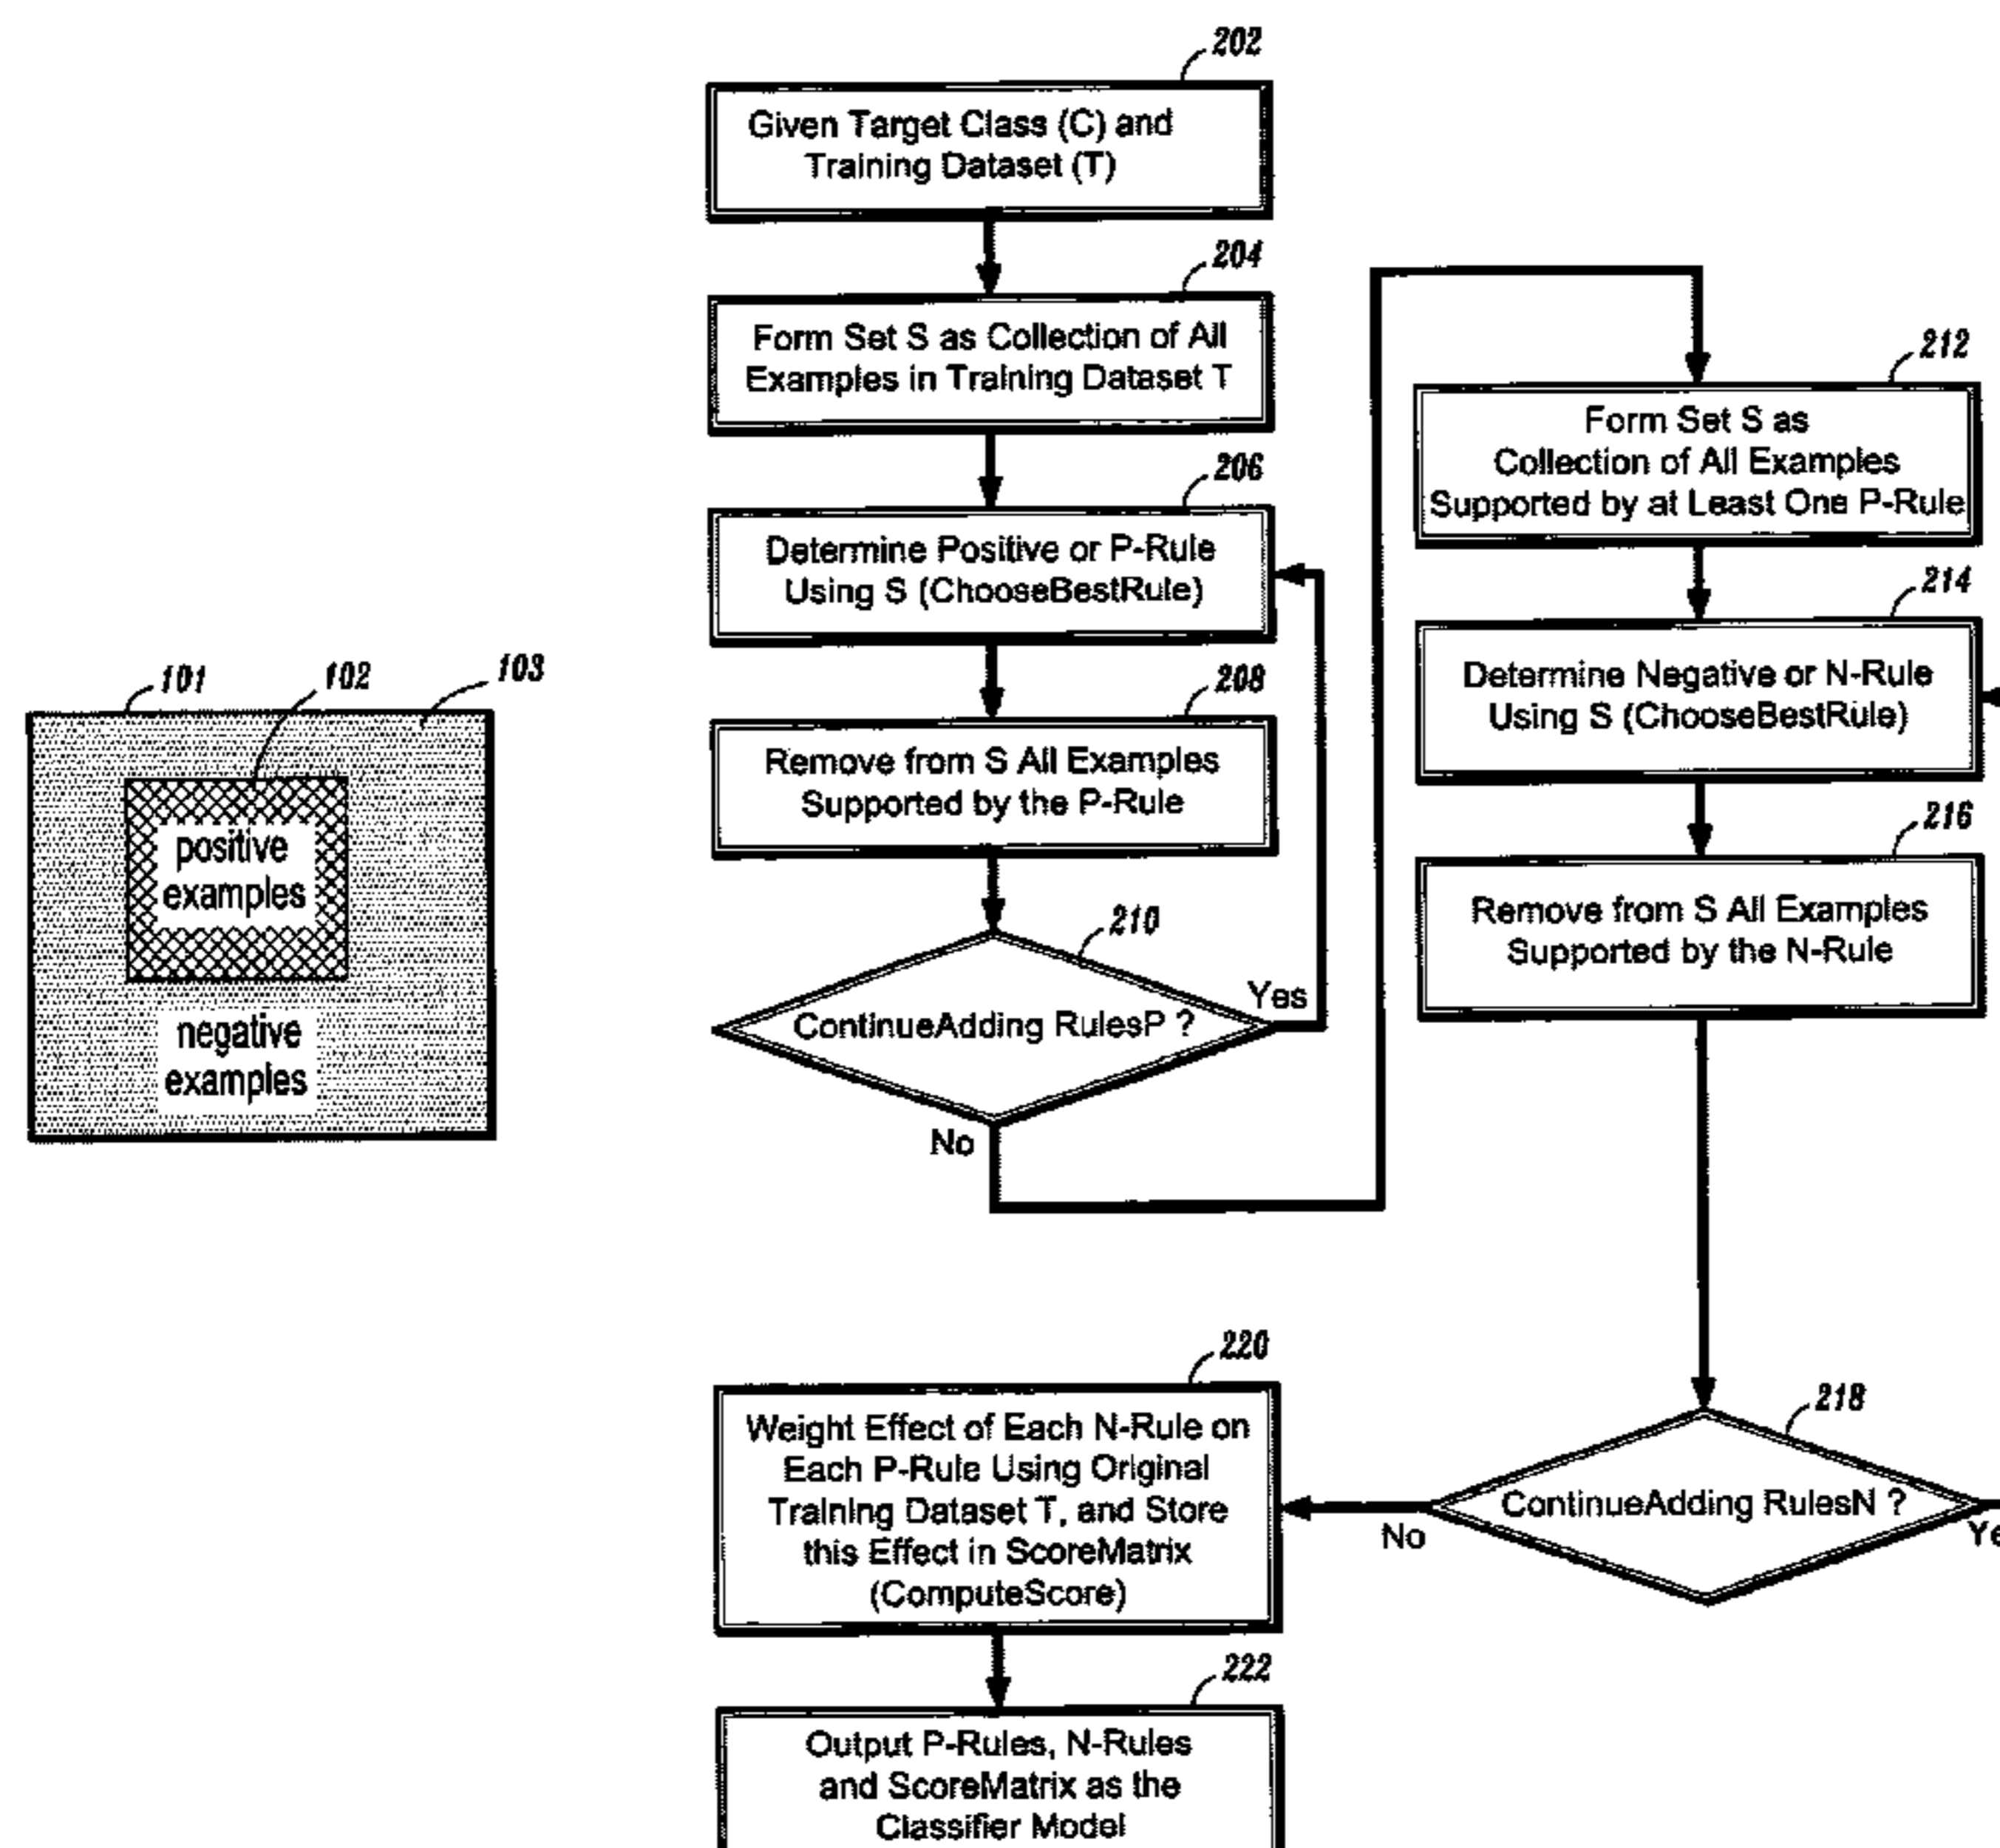 202
Given Target Class (C) and
Training Dataset (T)
204
Form Set S as Collection of All
Examples in Training Dataset T
206
Determine Positive or P-Rule
Using S (ChooseBestRule)
208
Remove from S All Examples
Supported by the P-Rule
210
ContinueAdding RulesP ?
Yes
No
101
102
103
positive
examples
negative
examples
212
Form Set S as
Collection of All Examples
Supported by at Least One P-Rule
214
Determine Negative or N-Rule
Using S (ChooseBestRule)
216
Remove from S All Examples
Supported by the N-Rule
218
ContinueAdding RulesN ?
No
220
Weight Effect of Each N-Rule on
Each P-Rule Using Original
Training Dataset T, and Store
this Effect in ScoreMatrix
(ComputeScore)
222
Output P-Rules, N-Rules
and ScoreMatrix as the
Classifier Model